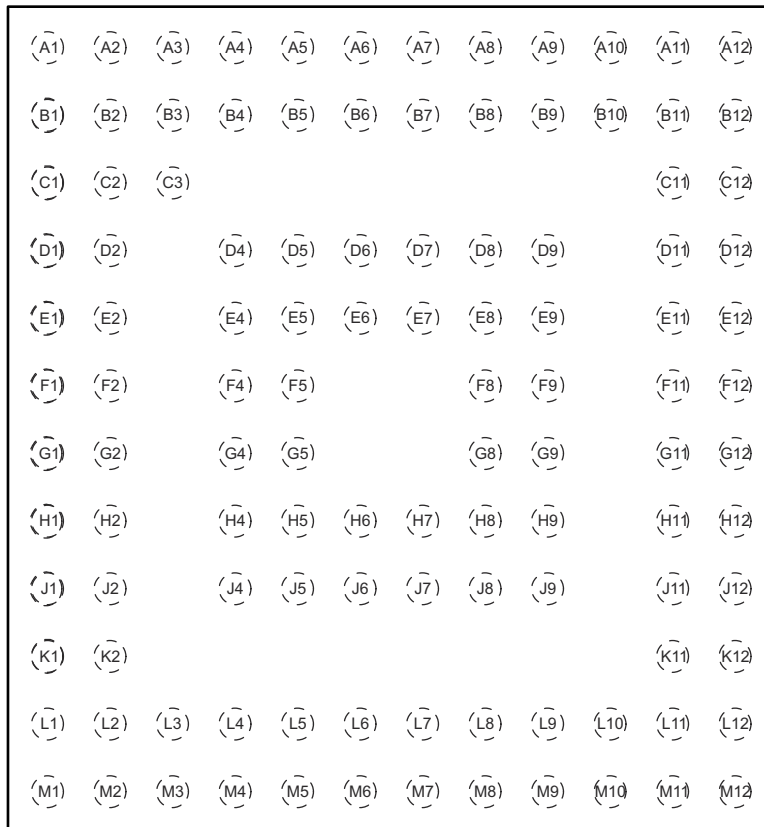 A1 A2 A3 A4 A5 A6 A7 A8 A9 A10 A11 A12
B1 B2 B3 B4 B5 B6 B7 B8 B9 B10 B11 B12
C1 C2 C3 C11 C12
D1 D2 D4 D5 D6 D7 D8 D9 D11 D12
E1 E2 E4 E5 E6 E7 E8 E9 E11 E12
F1 F2 F4 F5 F8 F9 F11 F12
G1 G2 G4 G5 G8 G9 G11 G12
H1 H2 H4 H5 H6 H7 H8 H9 H11 H12
J1 J2 J4 J5 J6 J7 J8 J9 J11 J12
K1 K2 K11 K12
L1 L2 L3 L4 L5 L6 L7 L8 L9 L10 L11 L12
M1 M2 M3 M4 M5 M6 M7 M8 M9 M10 M11 M12